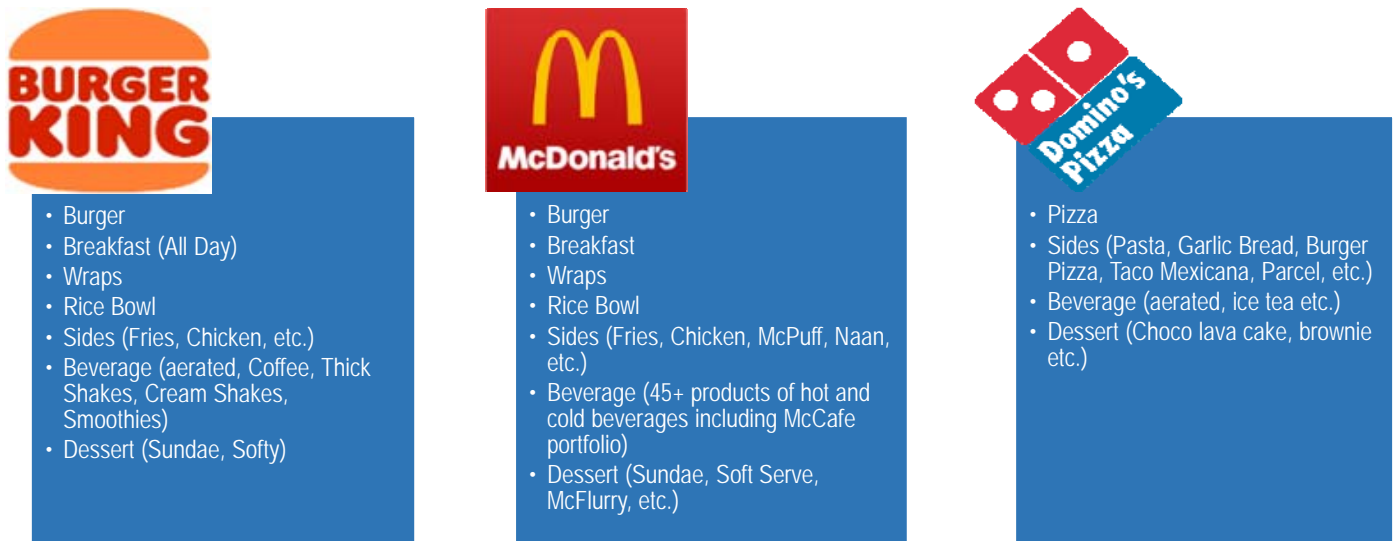 BURGER
KING
• Burger
• Breakfast (All Day)
• Wraps
• Rice Bowl
• Sides (Fries, Chicken, etc.)
• Beverage (aerated, Coffee, Thick
Shakes, Cream Shakes,
Smoothies)
• Dessert (Sundae, Softy)
McDonald's
• Burger
• Breakfast
• Wraps
• Rice Bowl
• Sides (Fries, Chicken, McPuff, Naan,
etc.)
• Beverage (45+ products of hot and
cold beverages including McCafe
portfolio)
• Dessert (Sundae, Soft Serve,
McFlurry, etc.)
Domino's
Pizza
• Pizza
• Sides (Pasta, Garlic Bread, Burger
Pizza, Taco Mexicana, Parcel, etc.)
• Beverage (aerated, ice tea etc.)
• Dessert (Choco lava cake, brownie
etc.)